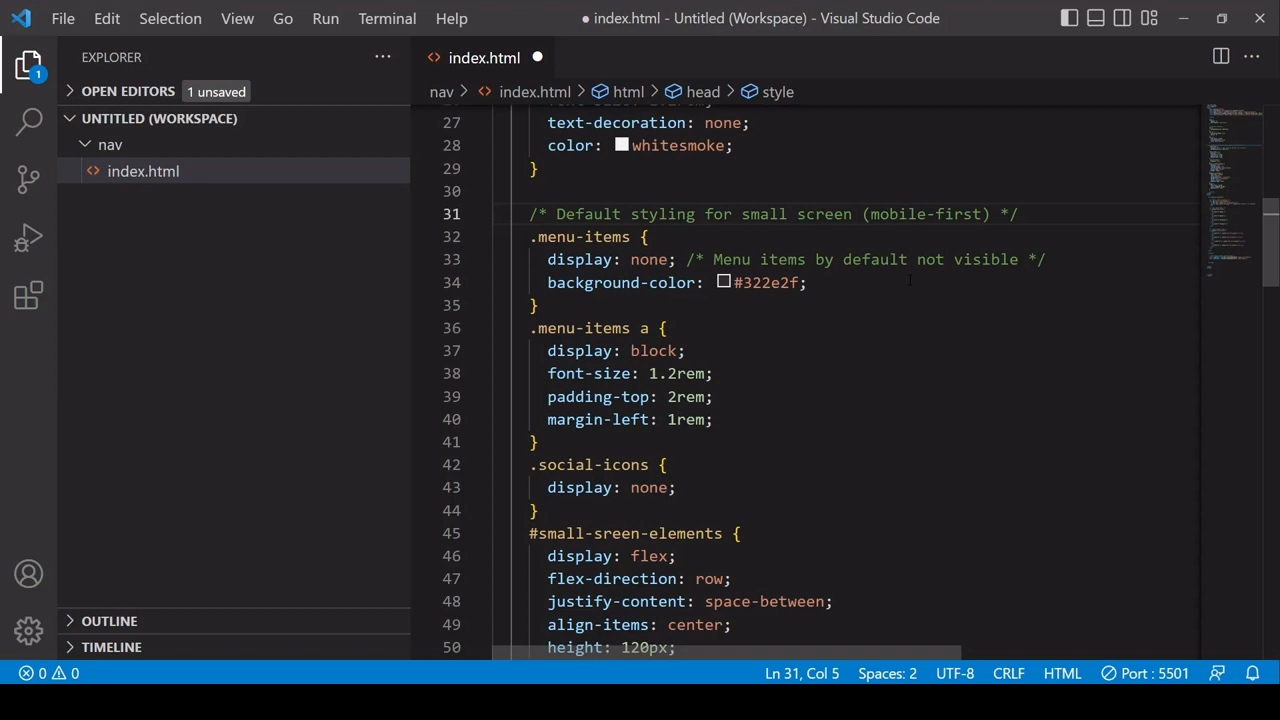 File Edit Selection View Go Run Terminal Help ● index.html - Untitled (Workspace) - Visual Studio Code
EXPLORER
index.html
1
OPEN EDITORS 1 unsaved
nav index.html html head style
UNTITLED (WORKSPACE)
nav
index.html
27 text-decoration: none;
28 color: whitesmoke;
29 }
30
31 /* Default styling for small screen (mobile-first) */
32 .menu-items {
33 display: none; /* Menu items by default not visible */
34 background-color: #322e2f;
35 }
36 .menu-items a {
37 display: block;
38 font-size: 1.2rem;
39 padding-top: 2rem;
40 margin-left: 1rem;
41 }
42 .social-icons {
43 display: none;
44 }
45 #small-sreen-elements {
46 display: flex;
47 flex-direction: row;
48 justify-content: space-between;
49 align-items: center;
50 height: 120px;
OUTLINE
TIMELINE
0 0 Ln 31, Col 5 Spaces: 2 UTF-8 CRLF HTML Port : 5501